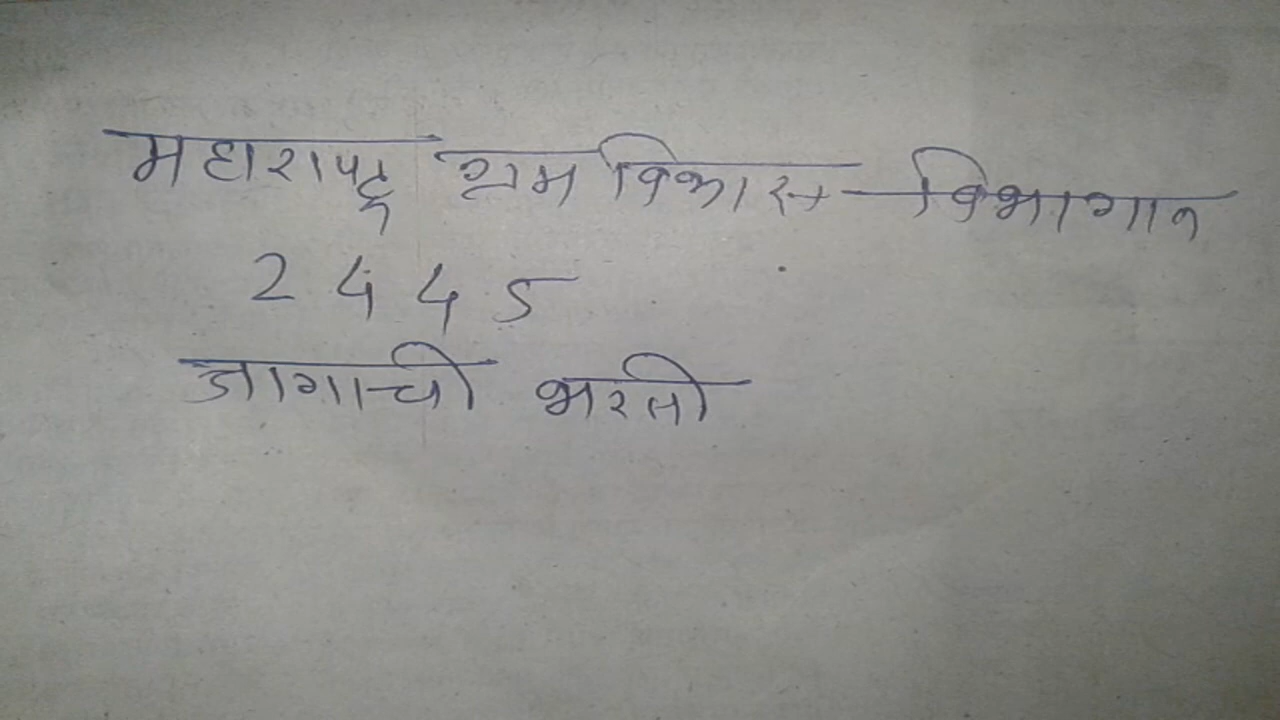 महाराष्ट्र ग्राम विकास विभागात
2445
जागाची भरती